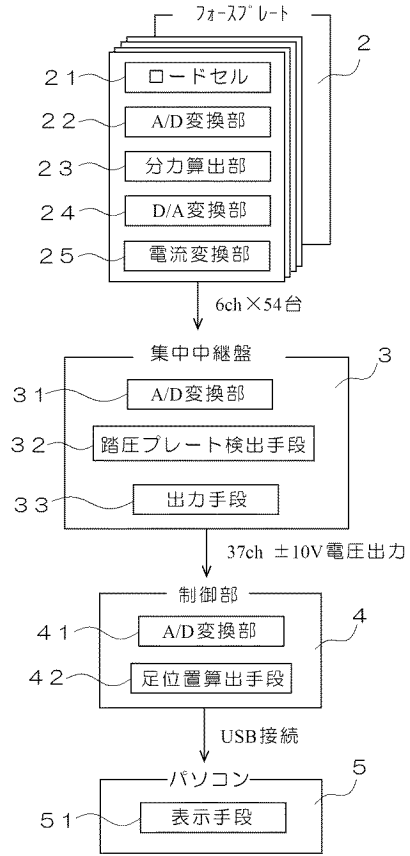 フォースプレート
2
21 ロードセル
22 A/D変換部
23 分力算出部
24 D/A変換部
25 電流変換部
6ch×54台
集中中継盤
3
31 A/D変換部
32 踏圧プレート検出手段
33 出力手段
37ch ±10V電圧出力
制御部
4
41 A/D変換部
42 足位置算出手段
USB接続
パソコン
5
51 表示手段